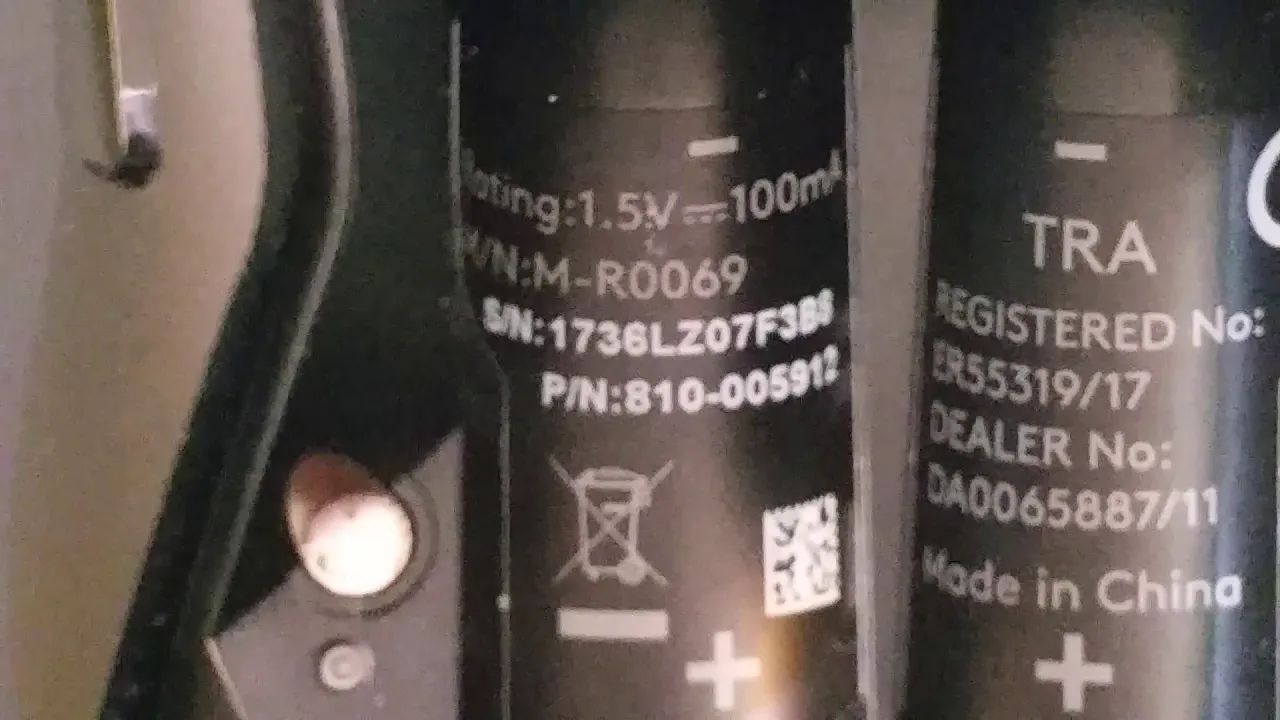 Rating:1.5V⎓100mA
M/N:M-R0069
S/N:1736LZ07F3B8
P/N:810-005912
TRA
REGISTERED No:
ER55319/17
DEALER No:
DA0065887/11
Made in China